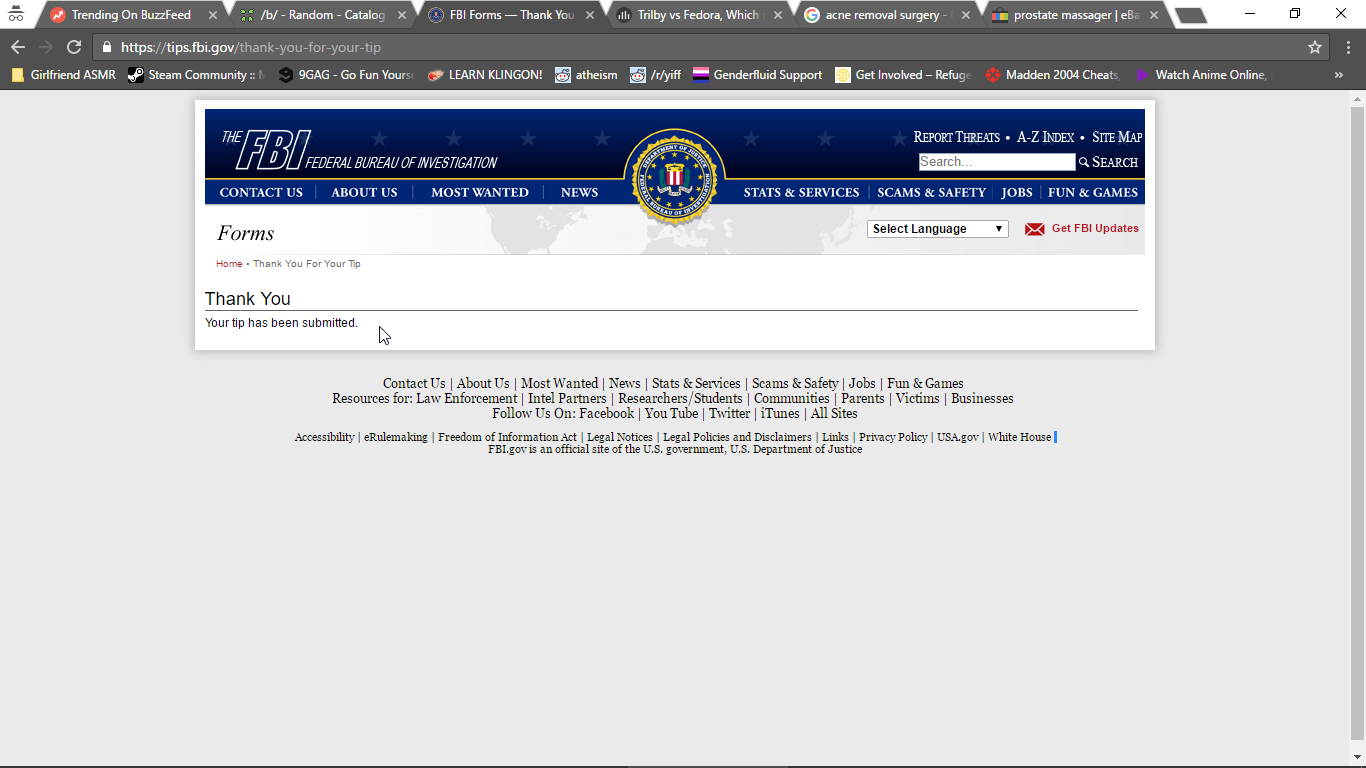 Trending On BuzzFeed
/b/ - Random - Catalog
FBI Forms — Thank You
Trilby vs Fedora, Which
acne removal surgery -
prostate massager | eBa
https://tips.fbi.gov/thank-you-for-your-tip
Girlfriend ASMR
Steam Community ::
9GAG - Go Fun Yourse
LEARN KLINGON!
atheism
/r/yiff
Genderfluid Support
Get Involved – Refuge
Madden 2004 Cheats,
Watch Anime Online,
»
THE FBI FEDERAL BUREAU OF INVESTIGATION
DEPARTMENT OF JUSTICE
FEDERAL BUREAU OF INVESTIGATION
REPORT THREATS • A-Z INDEX • SITE MAP
Search...
SEARCH
CONTACT US | ABOUT US | MOST WANTED | NEWS
STATS & SERVICES | SCAMS & SAFETY | JOBS | FUN & GAMES
Forms
Select Language
Get FBI Updates
Home • Thank You For Your Tip
Thank You
Your tip has been submitted.
Contact Us | About Us | Most Wanted | News | Stats & Services | Scams & Safety | Jobs | Fun & Games
Resources for: Law Enforcement | Intel Partners | Researchers/Students | Communities | Parents | Victims | Businesses
Follow Us On: Facebook | You Tube | Twitter | iTunes | All Sites
Accessibility | eRulemaking | Freedom of Information Act | Legal Notices | Legal Policies and Disclaimers | Links | Privacy Policy | USA.gov | White House
FBI.gov is an official site of the U.S. government, U.S. Department of Justice